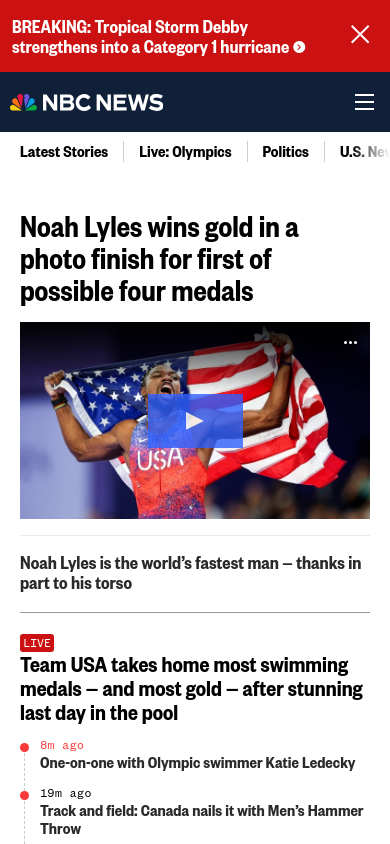 BREAKING: Tropical Storm Debby
strengthens into a Category 1 hurricane
NBC NEWS
Latest Stories Live: Olympics Politics U.S. News
Noah Lyles wins gold in a
photo finish for first of
possible four medals
USA
Noah Lyles is the world’s fastest man — thanks in
part to his torso
LIVE
Team USA takes home most swimming
medals — and most gold — after stunning
last day in the pool
8m ago
One-on-one with Olympic swimmer Katie Ledecky
19m ago
Track and field: Canada nails it with Men’s Hammer
Throw